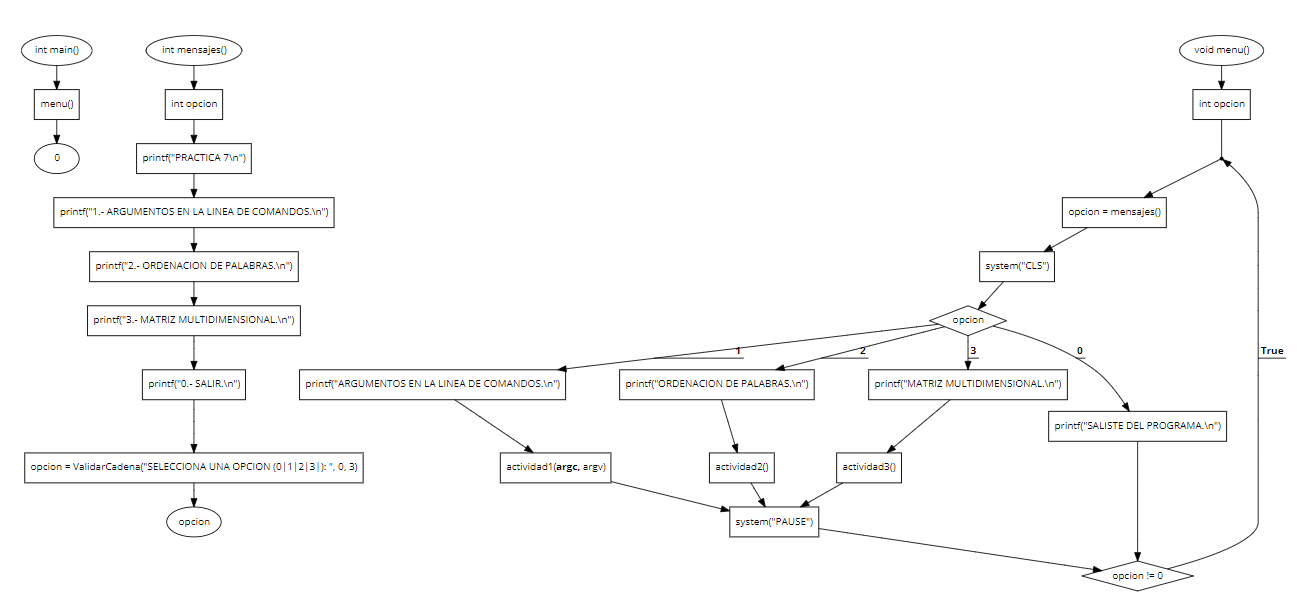 int main()
menu()
0
int mensajes()
int opcion
printf("PRACTICA 7\n")
printf("1.- ARGUMENTOS EN LA LINEA DE COMANDOS.\n")
printf("2.- ORDENACION DE PALABRAS.\n")
printf("3.- MATRIZ MULTIDIMENSIONAL.\n")
printf("0.- SALIR.\n")
opcion = ValidarCadena("SELECCIONA UNA OPCION (0|1|2|3|): ", 0, 3)
opcion
void menu()
int opcion
opcion = mensajes()
system("CLS")
opcion
1
2
3
0
True
printf("ARGUMENTOS EN LA LINEA DE COMANDOS.\n")
printf("ORDENACION DE PALABRAS.\n")
printf("MATRIZ MULTIDIMENSIONAL.\n")
printf("SALISTE DEL PROGRAMA.\n")
actividad1(argc, argv)
actividad2()
actividad3()
system("PAUSE")
opcion != 0